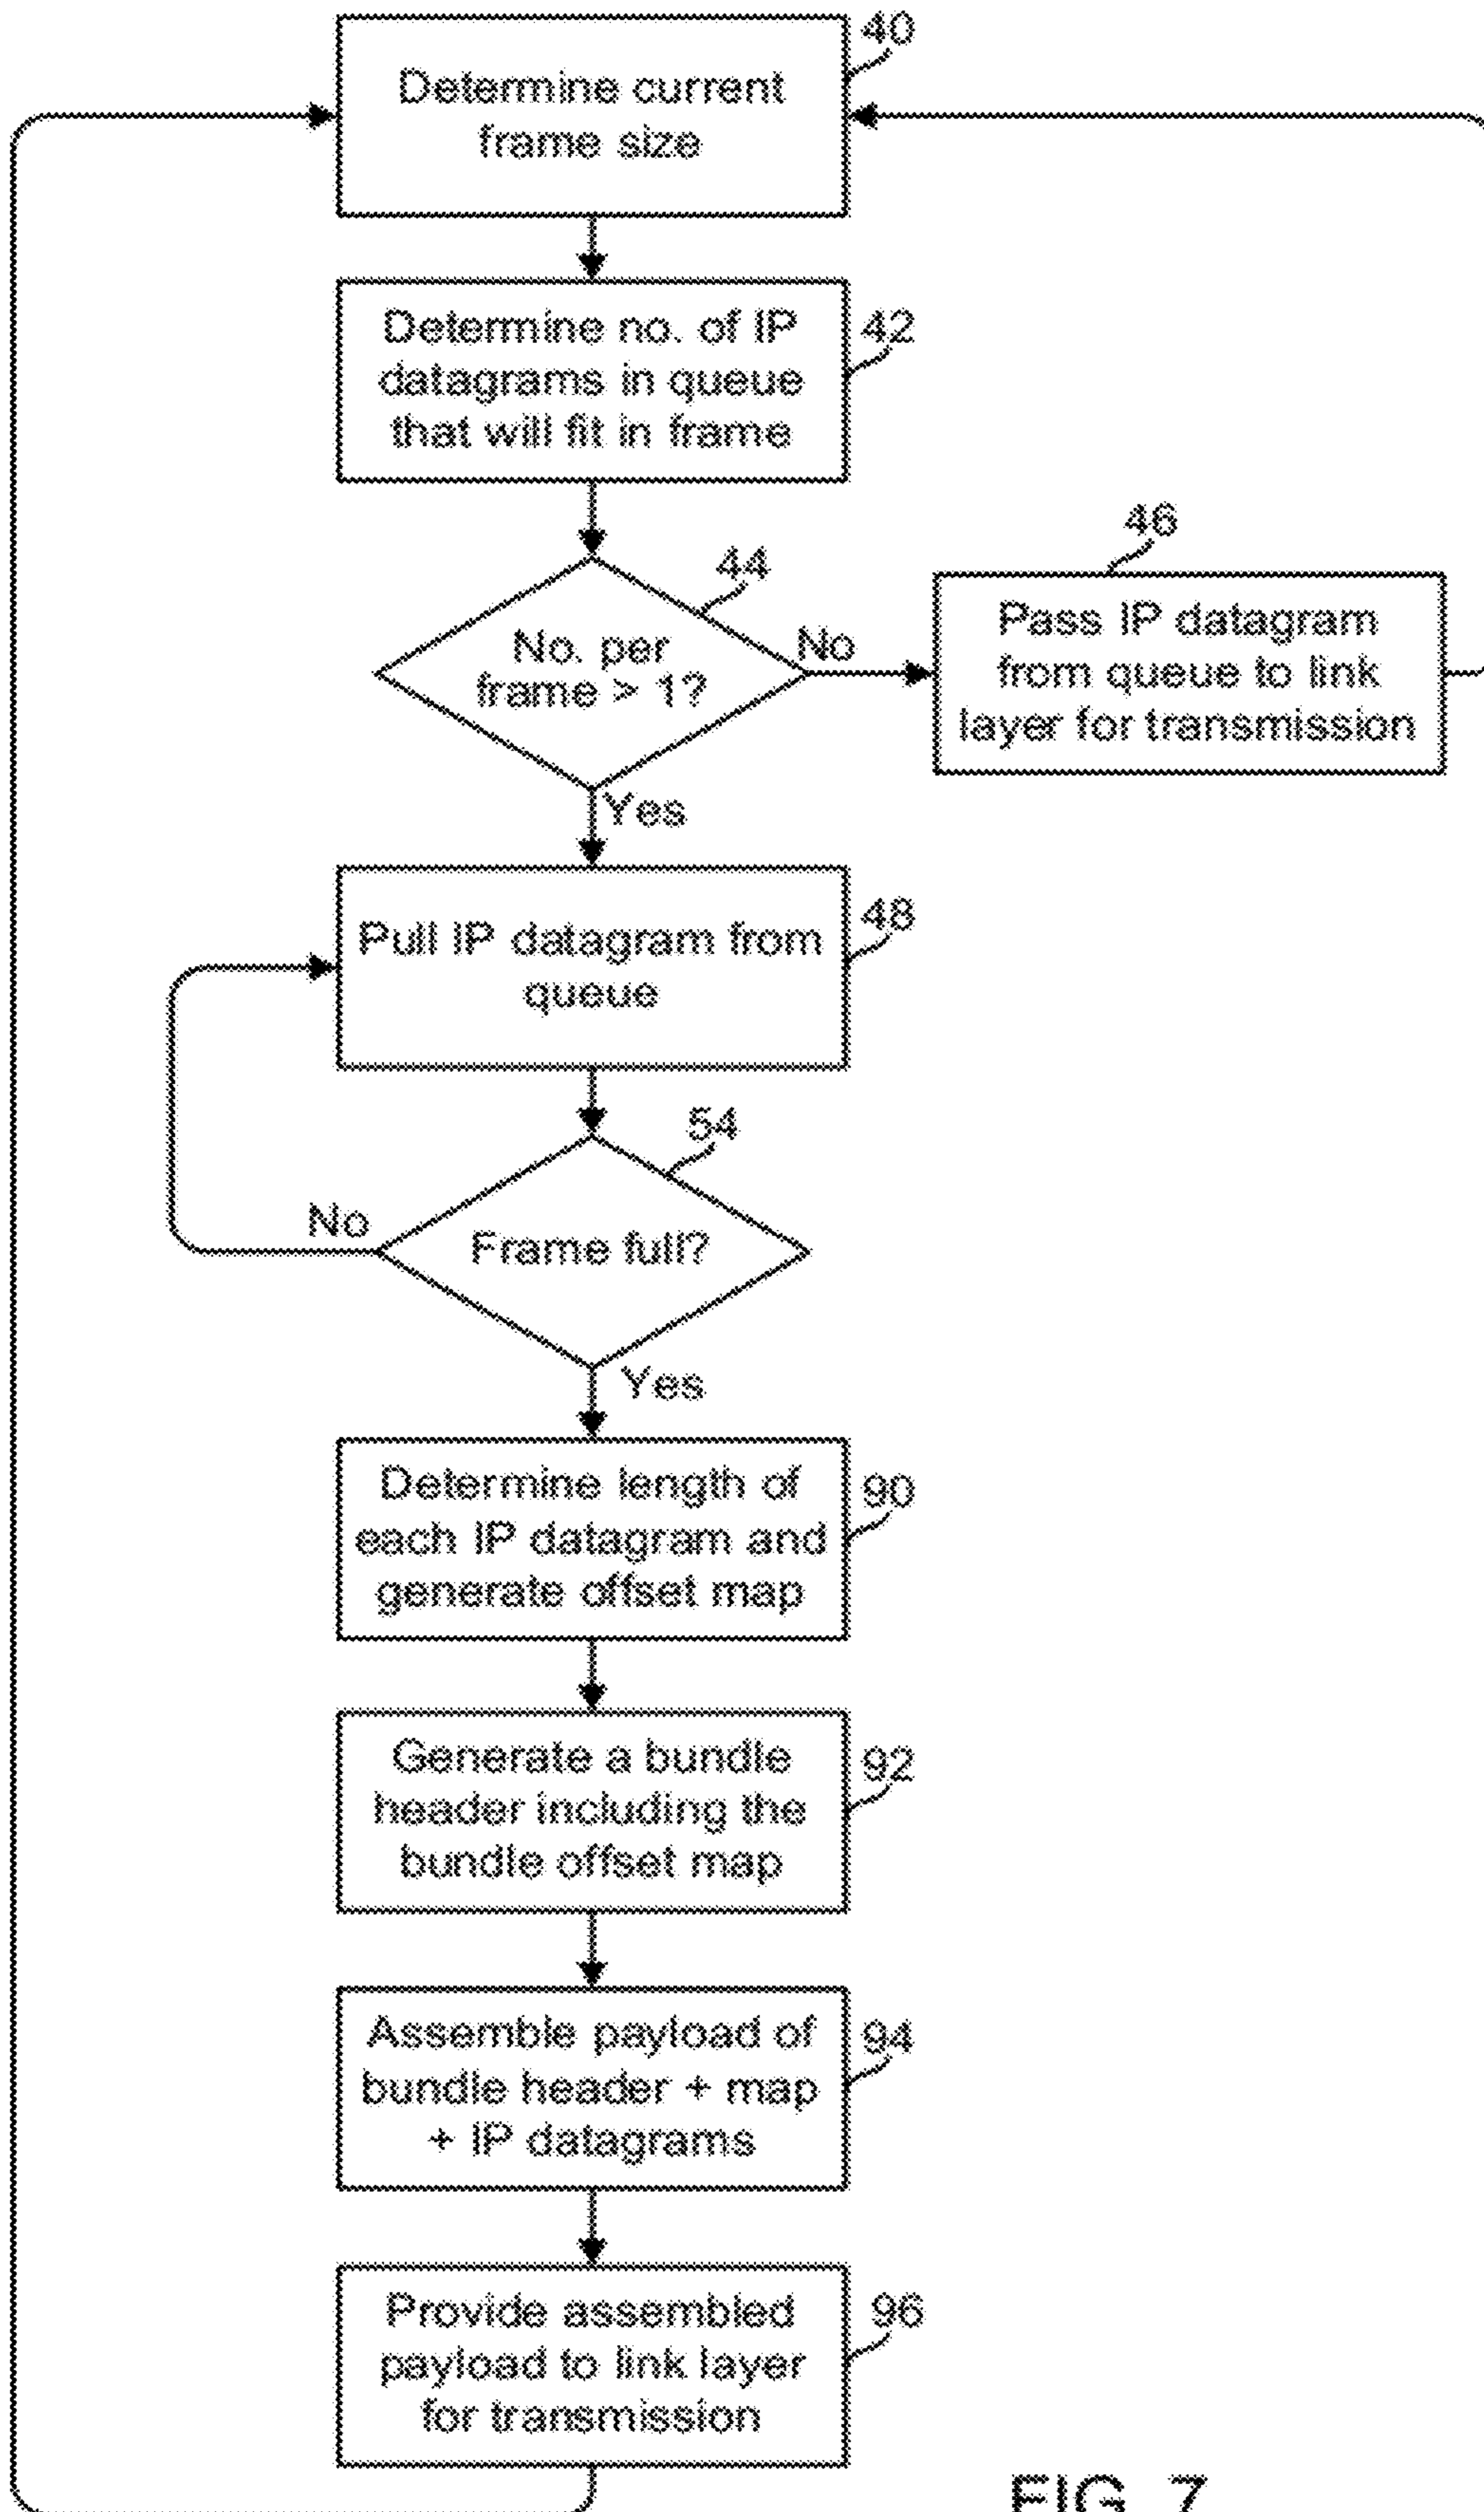 40
Determine current
frame size
Determine no. of IP
datagrams in queue
that will fit in frame
42
44
No. per
frame > 1?
No
46
Pass IP datagram
from queue to link
layer for transmission
Yes
Pull IP datagram from
queue
48
54
Frame full?
No
Yes
Determine length of
each IP datagram and
generate offset map
90
Generate a bundle
header including the
bundle offset map
92
Assemble payload of
bundle header + map
+ IP datagrams
94
Provide assembled
payload to link layer
for transmission
96
FIG. 7